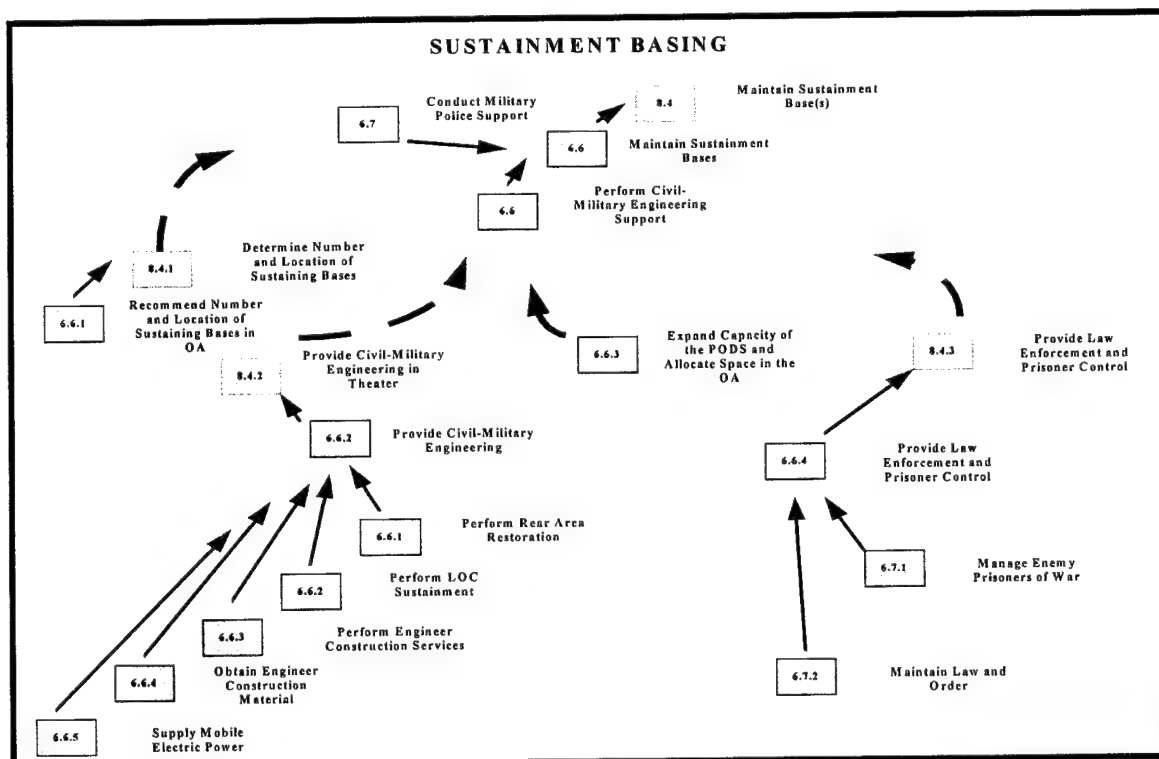 SUSTAINMENT BASING
6.7
Conduct Military
Police Support
8.4
Maintain Sustainment
Base(s)
6.6
Maintain Sustainment
Bases
6.6
Perform Civil-
Military Engineering
Support
8.4.1
Determine Number
and Location of
Sustaining Bases
6.6.1
Recommend Number
and Location of
Sustaining Bases in
OA
8.4.2
Provide Civil-Military
Engineering in
Theater
6.6.3
Expand Capacity of
the PODS and
Allocate Space in the
OA
8.4.3
Provide Law
Enforcement and
Prisoner Control
6.6.2
Provide Civil-Military
Engineering
6.6.4
Provide Law
Enforcement and
Prisoner Control
6.6.1
Perform Rear Area
Restoration
6.7.1
Manage Enemy
Prisoners of War
6.6.2
Perform LOC
Sustainment
6.6.3
Perform Engineer
Construction Services
6.6.4
Obtain Engineer
Construction
Material
6.7.2
Maintain Law and
Order
6.6.5
Supply Mobile
Electric Power